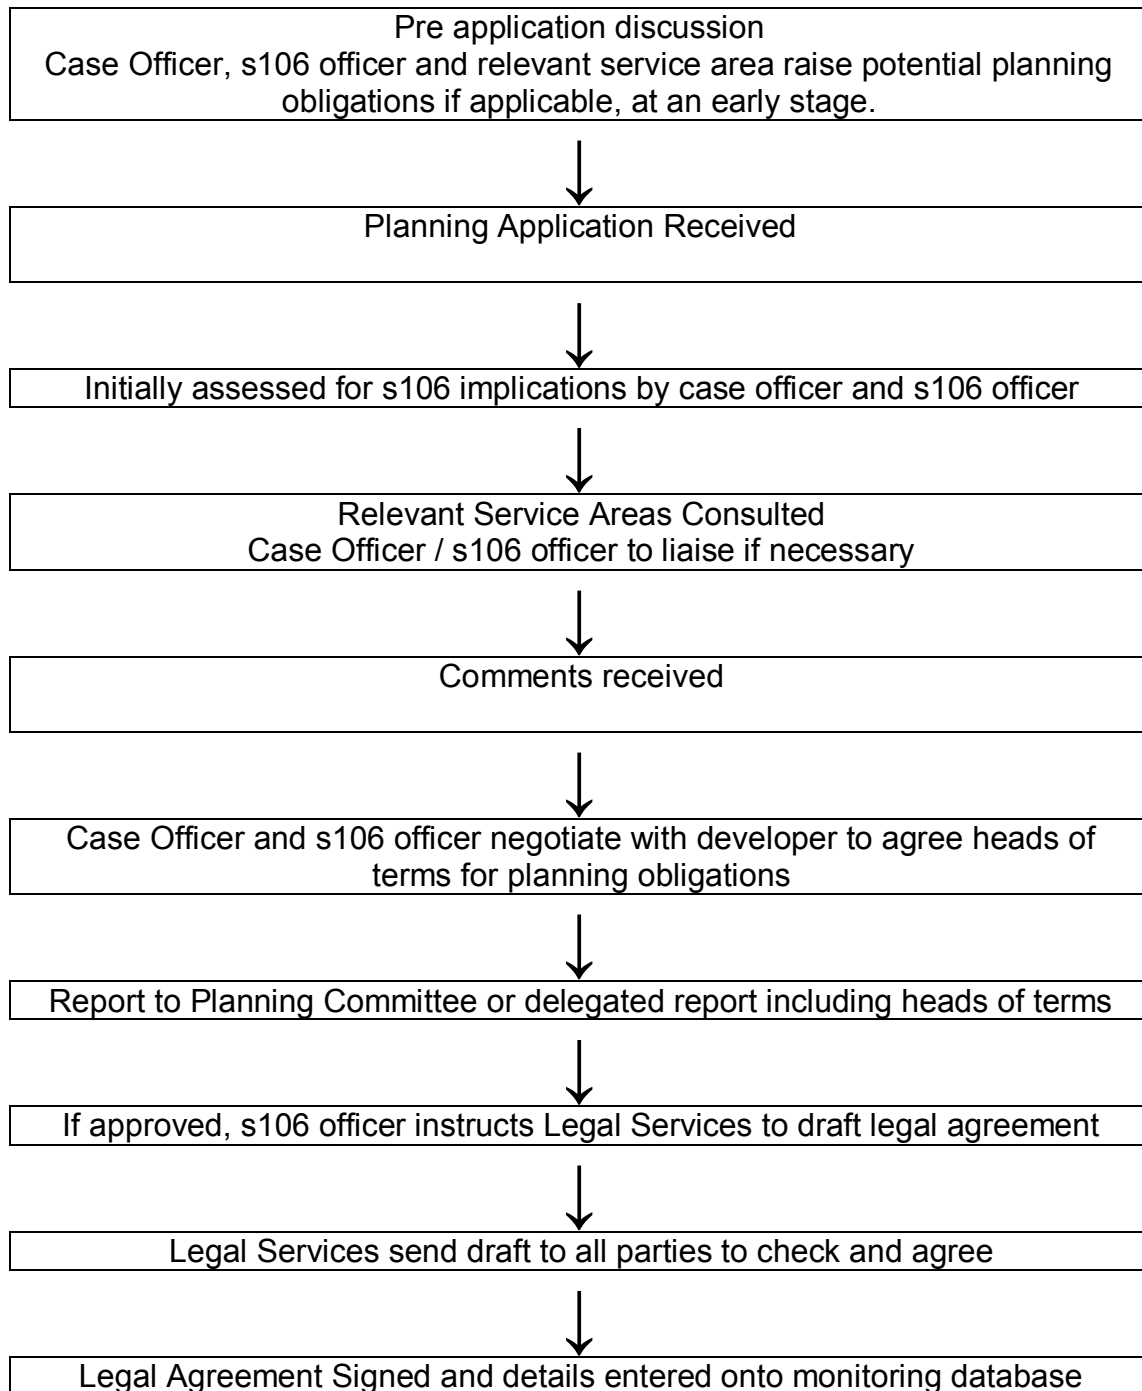 Pre application discussion
Case Officer, s106 officer and relevant service area raise potential planning
obligations if applicable, at an early stage.
Planning Application Received
Initially assessed for s106 implications by case officer and s106 officer
Relevant Service Areas Consulted
Case Officer / s106 officer to liaise if necessary
Comments received
Case Officer and s106 officer negotiate with developer to agree heads of
terms for planning obligations
Report to Planning Committee or delegated report including heads of terms
If approved, s106 officer instructs Legal Services to draft legal agreement
Legal Services send draft to all parties to check and agree
Legal Agreement Signed and details entered onto monitoring database